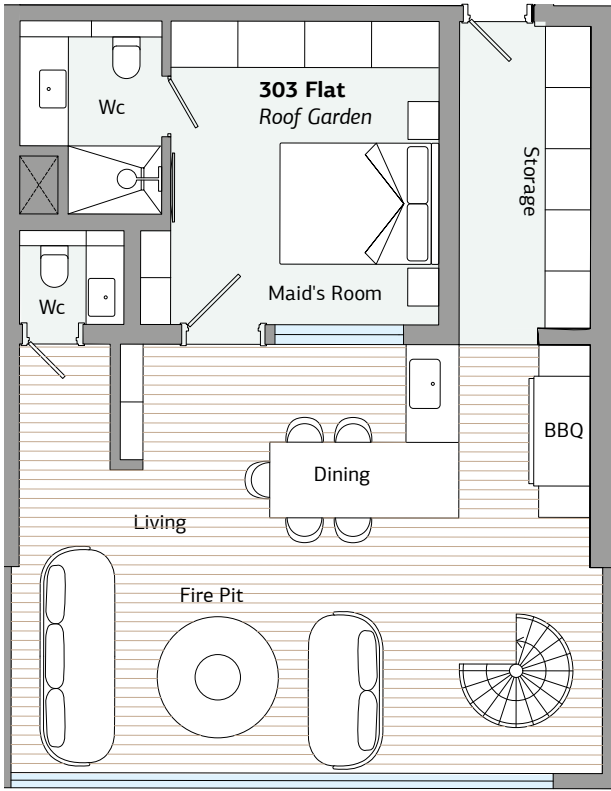 303 Flat
Roof Garden
Wc
Storage
Maid's Room
Wc
BBQ
Dining
Living
Fire Pit